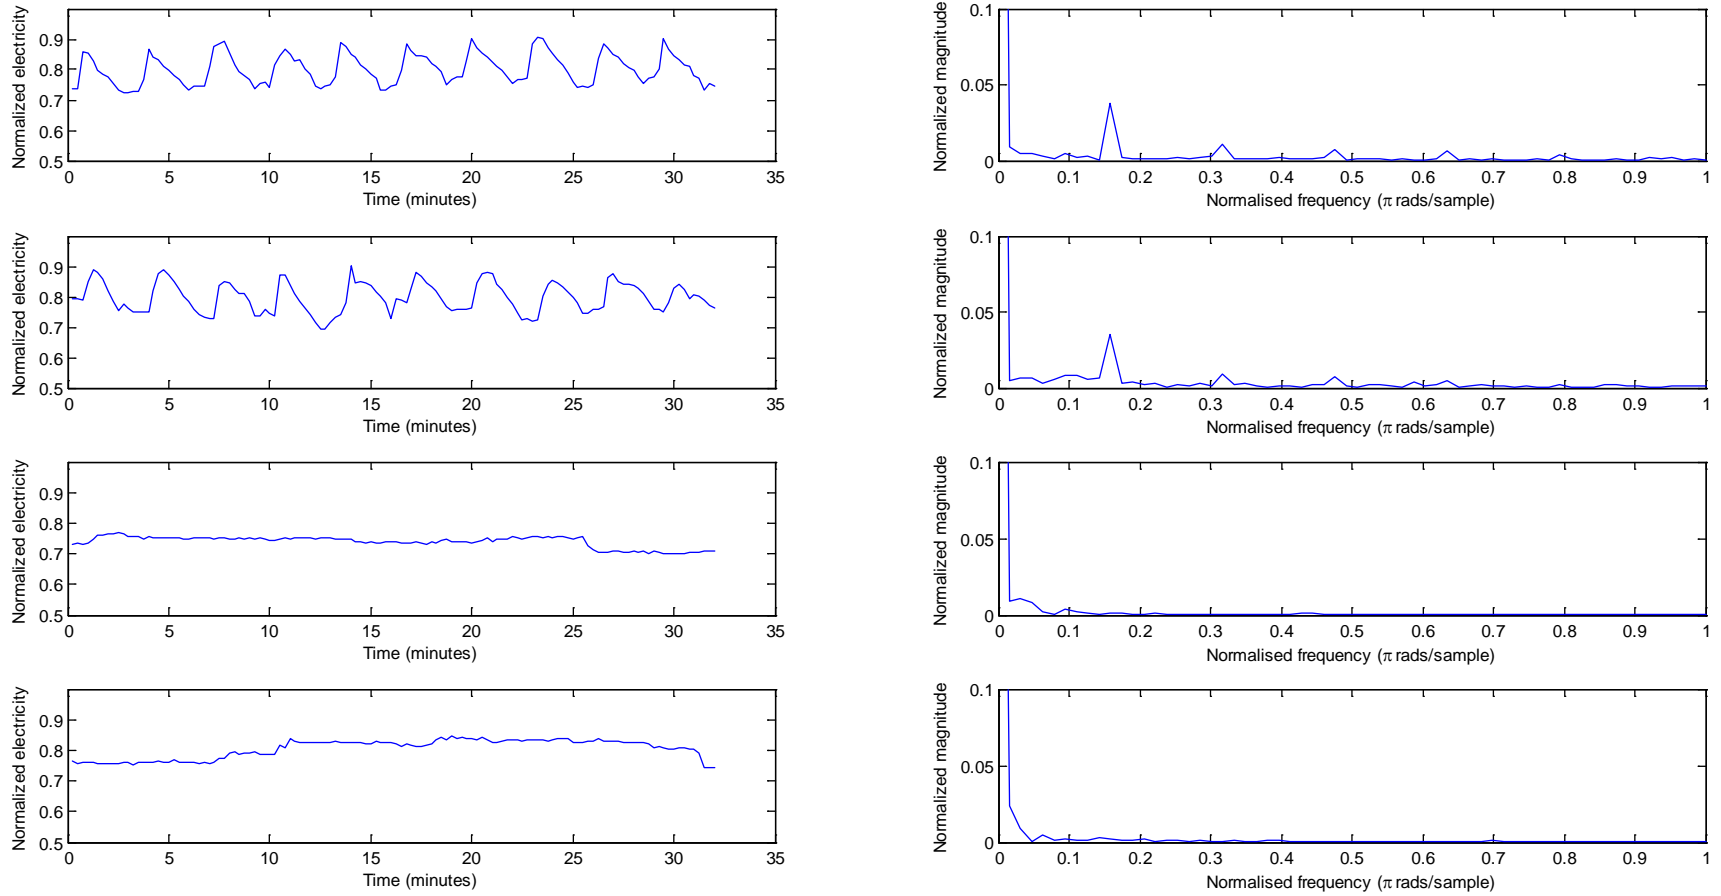 Normalized electricity
0.9
0.8
0.7
0.6
0.5
0 5 10 15 20 25 30 35
Time (minutes)
Normalized magnitude
0.1
0.05
0
0 0.1 0.2 0.3 0.4 0.5 0.6 0.7 0.8 0.9 1
Normalised frequency (π rads/sample)
Normalized electricity
0.9
0.8
0.7
0.6
0.5
0 5 10 15 20 25 30 35
Time (minutes)
Normalized magnitude
0.1
0.05
0
0 0.1 0.2 0.3 0.4 0.5 0.6 0.7 0.8 0.9 1
Normalised frequency (π rads/sample)
Normalized electricity
0.9
0.8
0.7
0.6
0.5
0 5 10 15 20 25 30 35
Time (minutes)
Normalized magnitude
0.1
0.05
0
0 0.1 0.2 0.3 0.4 0.5 0.6 0.7 0.8 0.9 1
Normalised frequency (π rads/sample)
Normalized electricity
0.9
0.8
0.7
0.6
0.5
0 5 10 15 20 25 30 35
Time (minutes)
Normalized magnitude
0.1
0.05
0
0 0.1 0.2 0.3 0.4 0.5 0.6 0.7 0.8 0.9 1
Normalised frequency (π rads/sample)